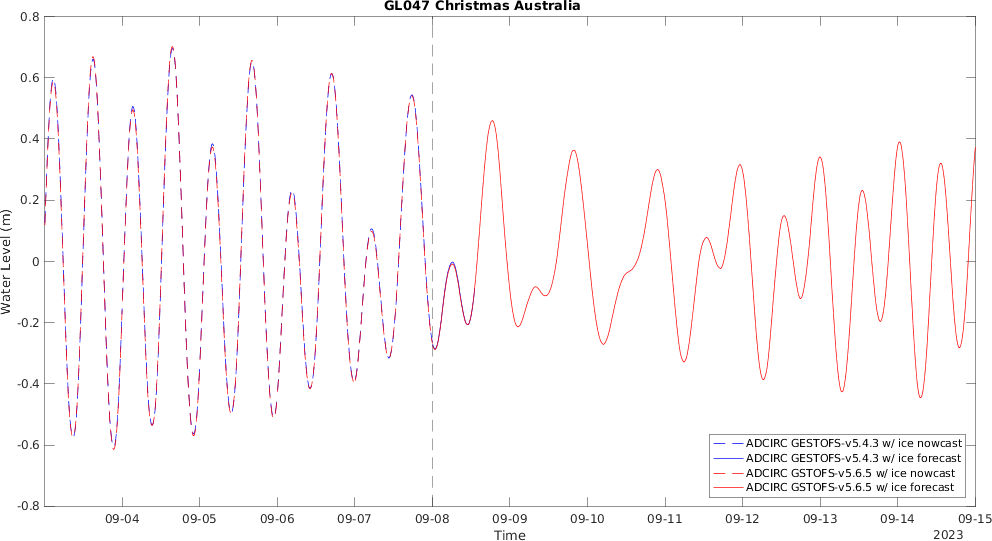 GL047 Christmas Australia
0.8
0.6
0.4
0.2
0
-0.2
-0.4
-0.6
-0.8
Water Level (m)
ADCIRC GESTOFS-v5.4.3 w/ ice nowcast
ADCIRC GESTOFS-v5.4.3 w/ ice forecast
ADCIRC GSTOFS-v5.6.5 w/ ice nowcast
ADCIRC GSTOFS-v5.6.5 w/ ice forecast
09-04 09-05 09-06 09-07 09-08 09-09 09-10 09-11 09-12 09-13 09-14 09-15
Time
2023